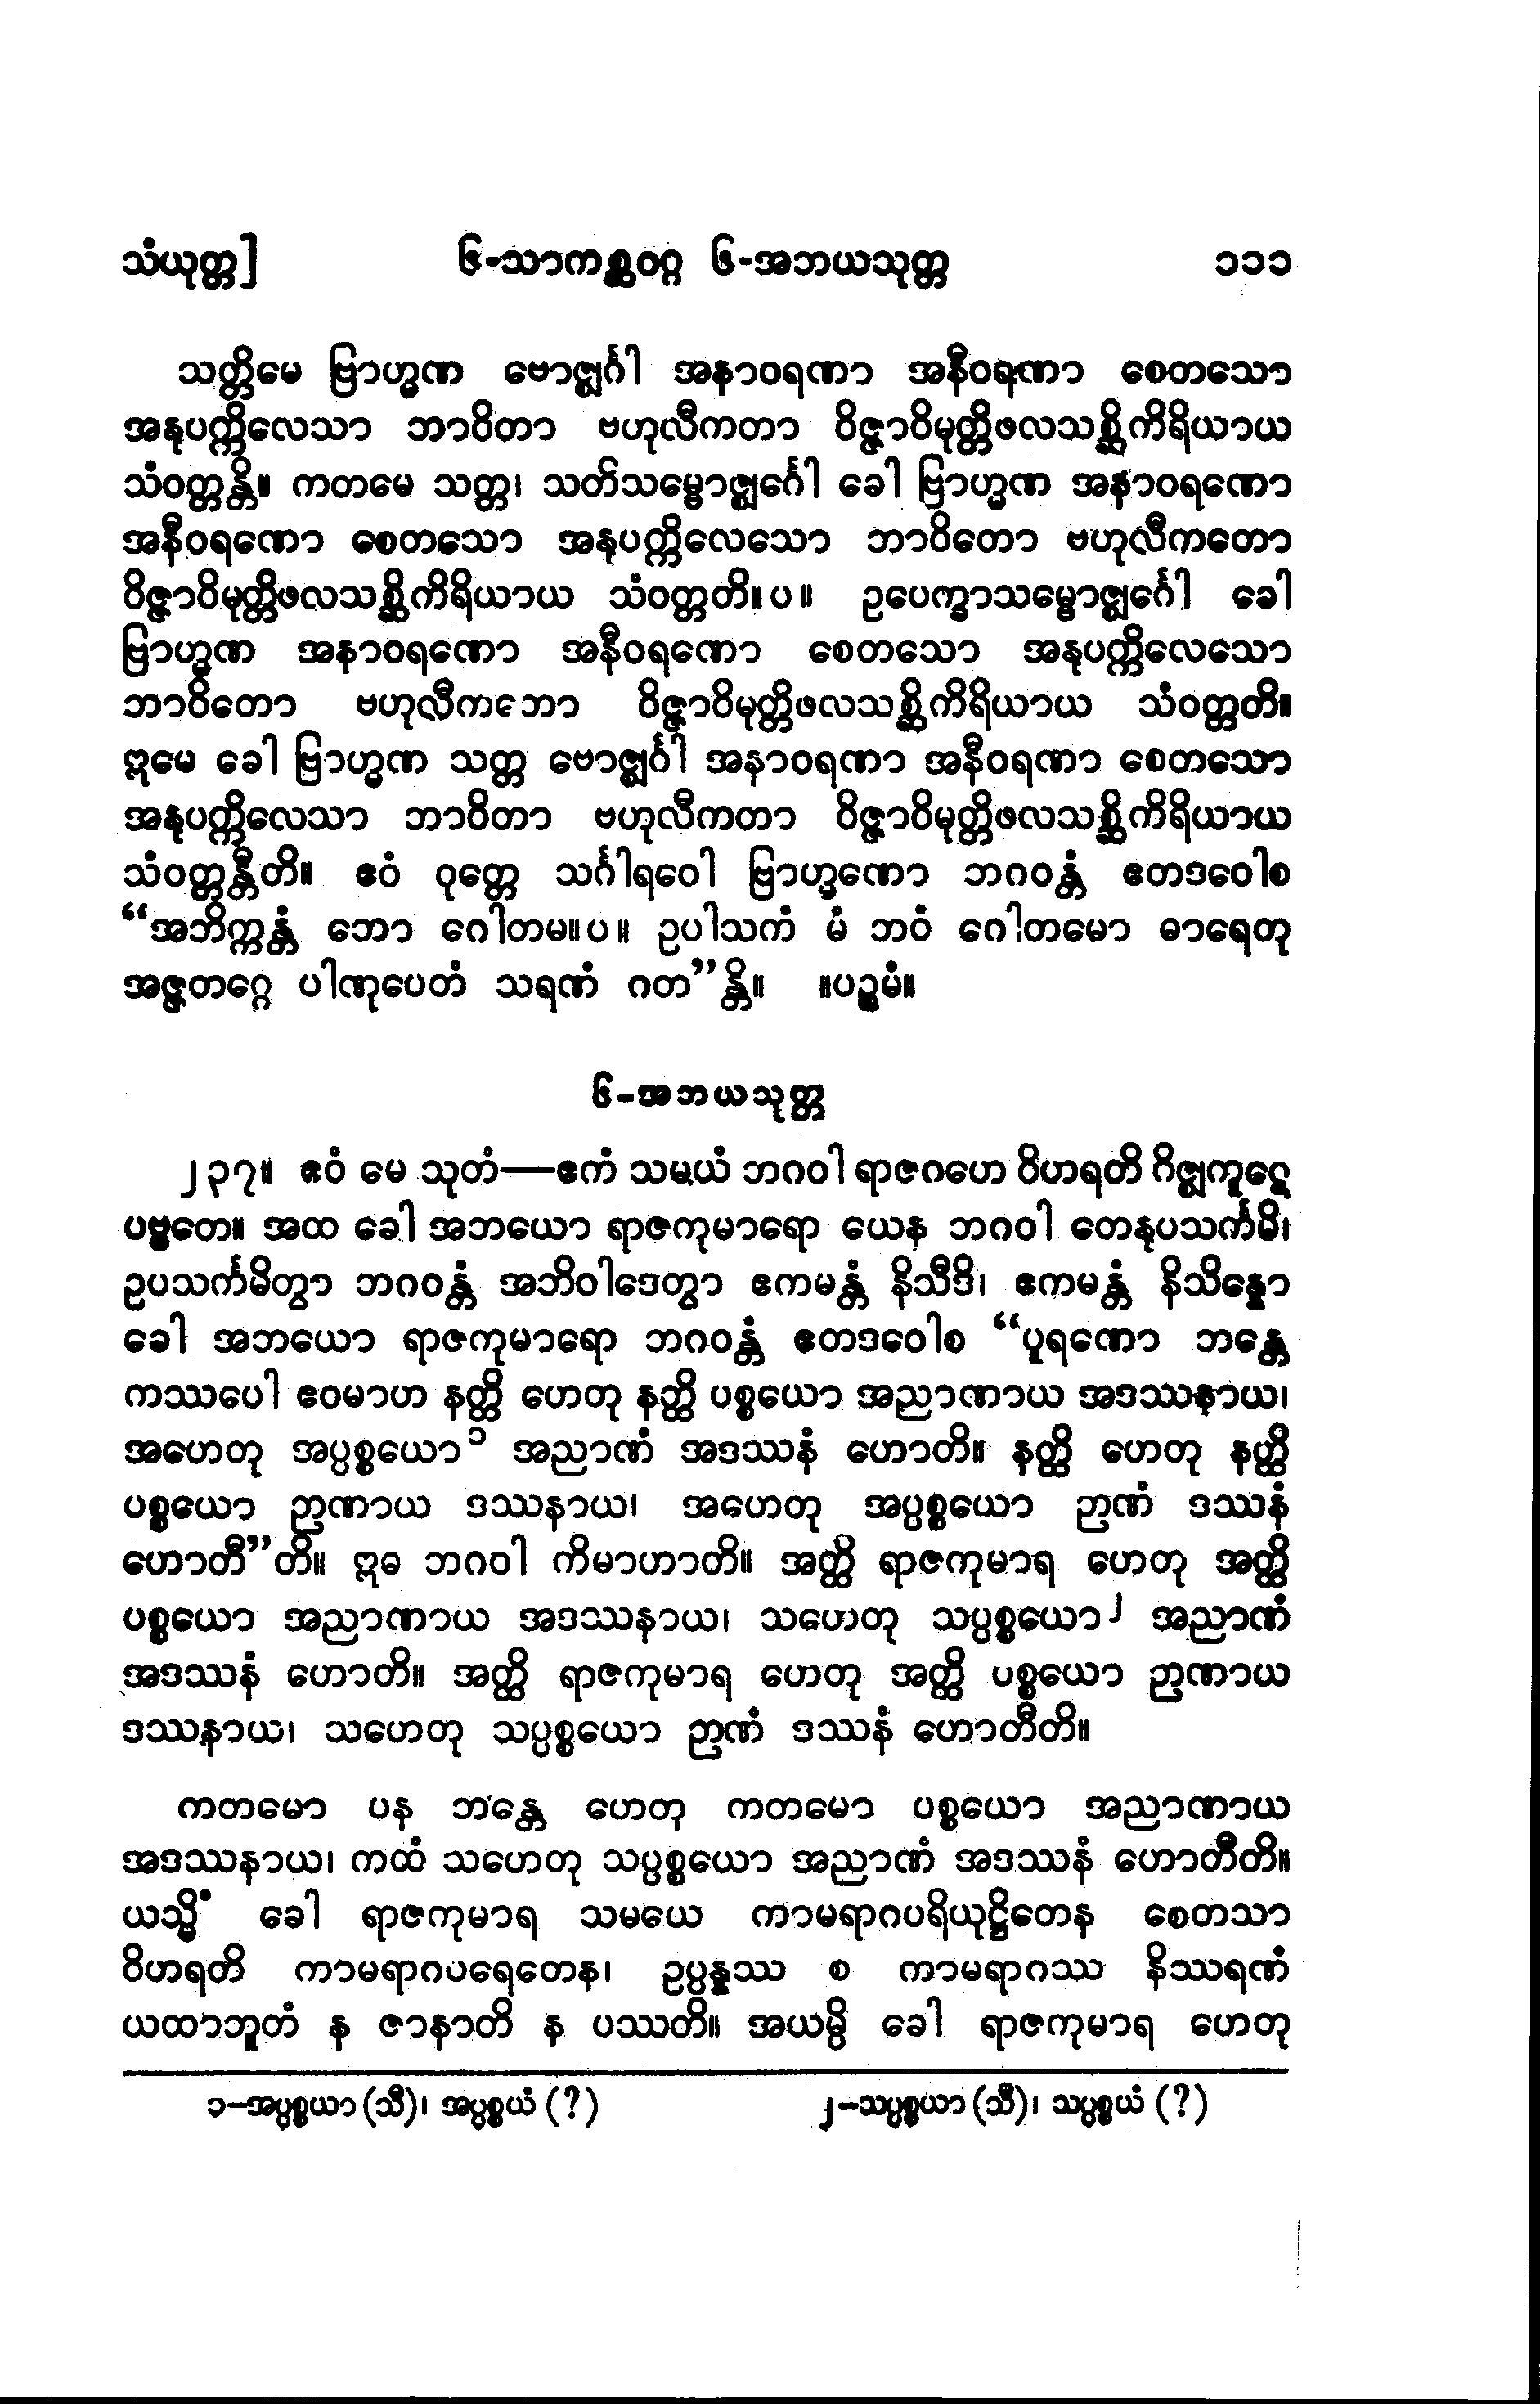 သံယုတ္တ]	၆-သာကစ္ဆဝဂ္ဂ ၆-အဘယသုတ္တ	၁၁၁
သတ္တိမေ ဗြာဟ္မဏ ဗောဇ္ဈင်္ဂါ အနာဝရဏာ အနီဝရဏာ စေတသော
အနုပက္ကိလေသာ ဘာဝိတာ ဗဟုလီကတာ ဝိဇ္ဇာဝိမုတ္တိဖလသစ္ဆိကိရိယာယ
သံဝတ္တန္တိ။ ကတမေ သတ္တ၊ သတိသမ္ဗောဇ္ဈင်္ဂေါ ခေါ ဗြာဟ္မဏ အနာဝရဏော
အနီဝရဏော စေတသော အနုပက္ကိလေသော ဘာဝိတော ဗဟုလီကတော
ဝိဇ္ဇာဝိမုတ္တိဖလသစ္ဆိကိရိယာယ သံဝတ္တတိ။ပ။ ဥပေက္ခာသမ္ဗောဇ္ဈင်္ဂေါ ခေါ
ဗြာဟ္မဏ အနာဝရဏော အနီဝရဏော စေတသော အနုပက္ကိလေသော
ဘာဝိတော ဗဟုလီကတော ဝိဇ္ဇာဝိမုတ္တိဖလသစ္ဆိကိရိယာယ သံဝတ္တတိ။
ဣမေ ခေါ ဗြာဟ္မဏ သတ္တ ဗောဇ္ဈင်္ဂါ အနာဝရဏာ အနီဝရဏာ စေတသော
အနုပက္ကိလေသာ ဘာဝိတာ ဗဟုလီကတာ ဝိဇ္ဇာဝိမုတ္တိဖလသစ္ဆိကိရိယာယ
သံဝတ္တန္တီတိ။ ဧဝံ ဝုတ္တေ သင်္ဂါရဝေါ ဗြာဟ္မဏော ဘဂဝန္တံ ဧတဒဝေါစ
“အဘိက္ကန္တံ ဘော ဂေါတမ။ပ။ ဥပါသကံ မံ ဘဝံ ဂေါတမော ဓာရေတု
အဇ္ဇတဂ္ဂေ ပါဏုပေတံ သရဏံ ဂတ”န္တိ။ ။ပဉ္စမံ။
၆-အဘယသုတ္တ
၂၃၇။ ဧဝံ မေ သုတံ—ဧကံ သမယံ ဘဂဝါ ရာဇဂဟေ ဝိဟရတိ ဂိဇ္ဈကူဋေ
ပဗ္ဗတေ။ အထ ခေါ အဘယော ရာဇကုမာရော ယေန ဘဂဝါ တေနုပသင်္ကမိ၊
ဥပသင်္ကမိတွာ ဘဂဝန္တံ အဘိဝါဒေတွာ ဧကမန္တံ နိသီဒိ၊ ဧကမန္တံ နိသိန္နော
ခေါ အဘယော ရာဇကုမာရော ဘဂဝန္တံ ဧတဒဝေါစ “ပူရဏော ဘန္တေ
ကဿပေါ ဧဝမာဟ နတ္ထိ ဟေတု နတ္ထိ ပစ္စယော အညာဏာယ အဒဿနာယ၊
အဟေတု အပ္ပစ္စယော၁ အညာဏံ အဒဿနံ ဟောတိ။ နတ္ထိ ဟေတု နတ္ထိ
ပစ္စယော ဉာဏာယ ဒဿနာယ၊ အဟေတု အပ္ပစ္စယော ဉာဏံ ဒဿနံ
ဟောတီ”တိ။ ဣဓ ဘဂဝါ ကိမာဟာတိ။ အတ္ထိ ရာဇကုမာရ ဟေတု အတ္ထိ
ပစ္စယော အညာဏာယ အဒဿနာယ၊ သဟေတု သပ္ပစ္စယော၂ အညာဏံ
အဒဿနံ ဟောတိ။ အတ္ထိ ရာဇကုမာရ ဟေတု အတ္ထိ ပစ္စယော ဉာဏာယ
ဒဿနာယ၊ သဟေတု သပ္ပစ္စယော ဉာဏံ ဒဿနံ ဟောတီတိ။
ကတမော ပန ဘန္တေ ဟေတု ကတမော ပစ္စယော အညာဏာယ
အဒဿနာယ၊ ကထံ သဟေတု သပ္ပစ္စယော အညာဏံ အဒဿနံ ဟောတီတိ။
ယသ္မိံ ခေါ ရာဇကုမာရ သမယေ ကာမရာဂပရိယုဋ္ဌိတေန စေတသာ
ဝိဟရတိ ကာမရာဂပရေတေန၊ ဥပ္ပန္နဿ စ ကာမရာဂဿ နိဿရဏံ
ယထာဘူတံ န ဇာနာတိ န ပဿတိ။ အယမ္ပိ ခေါ ရာဇကုမာရ ဟေတု
၁-အပ္ပစ္စယာ (သီ)၊ အပ္ပစ္စယံ (?)	၂-သပ္ပစ္စယာ (သီ)၊ သပ္ပစ္စယံ (?)